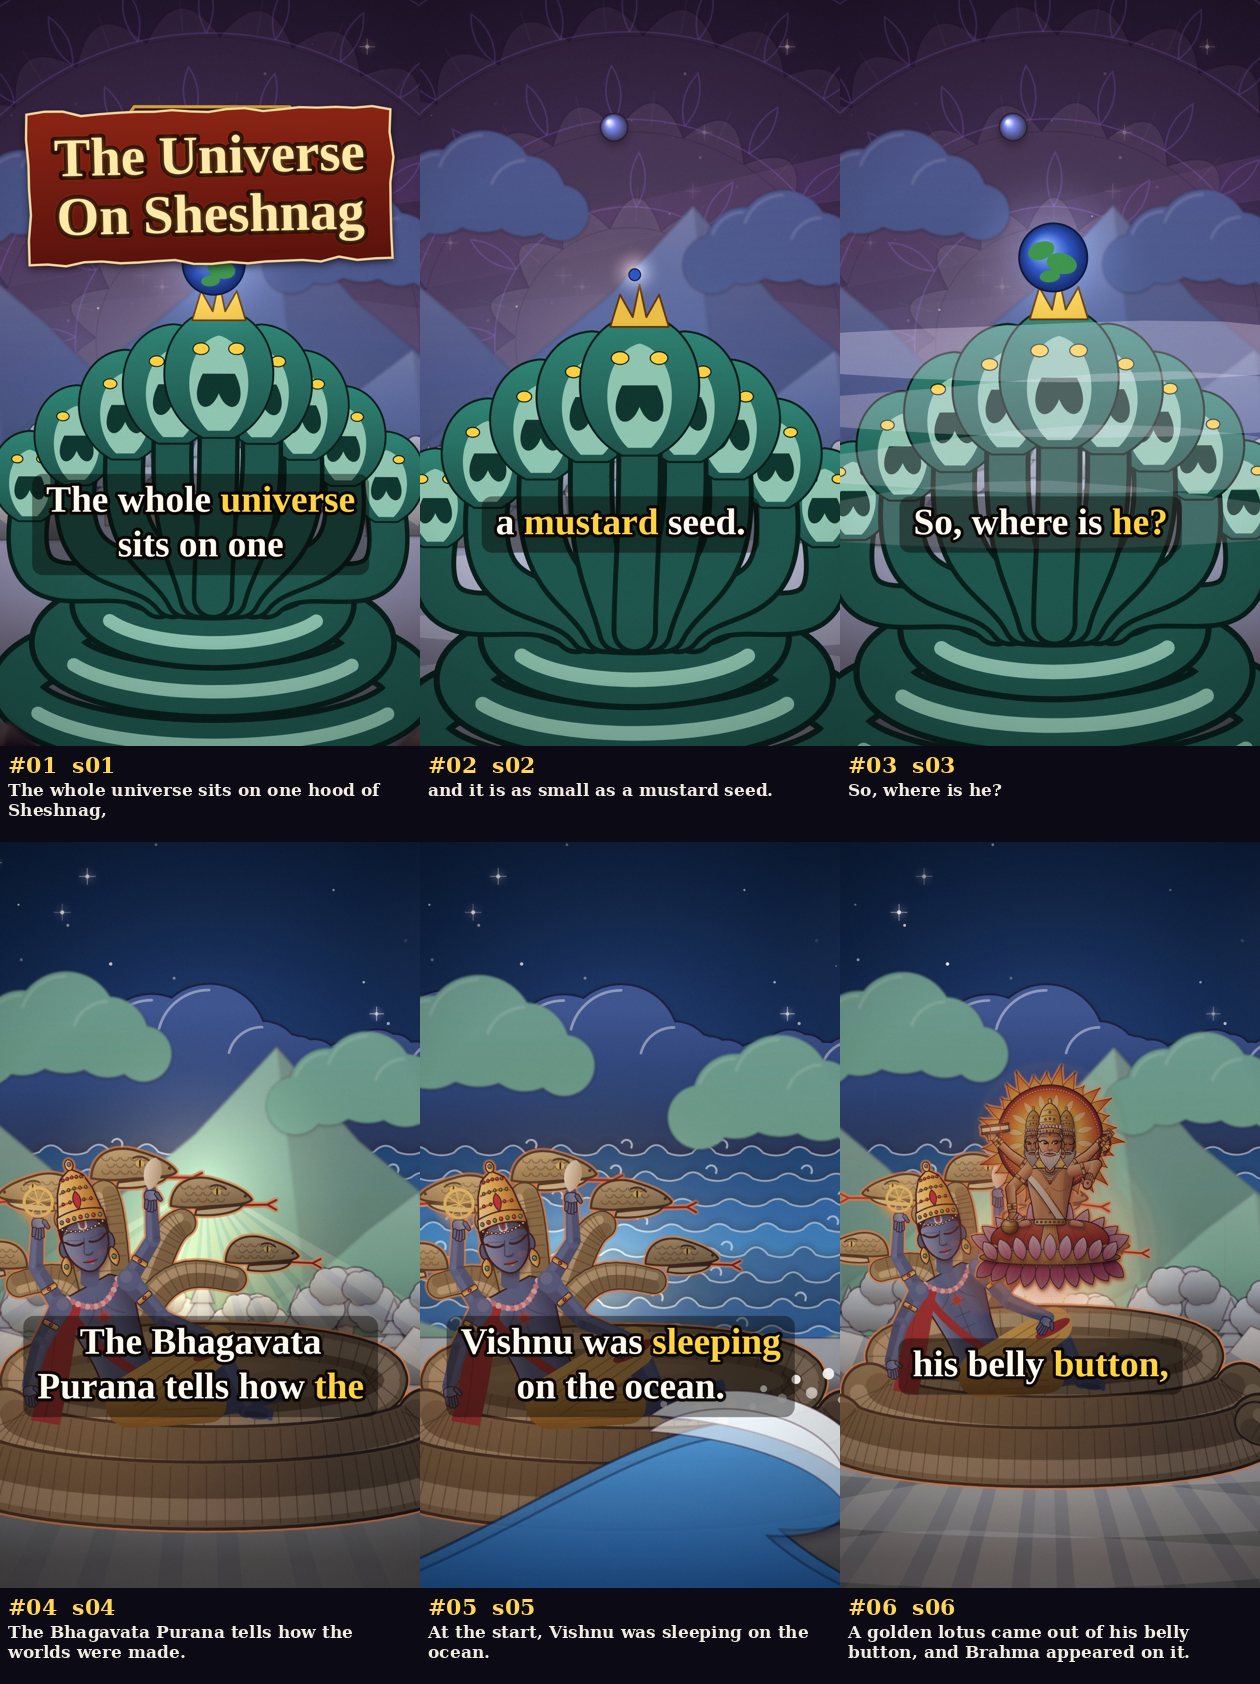 The Universe
On Sheshnag
The whole universe
sits on one
a mustard seed.
So, where is he?
#01 s01
The whole universe sits on one hood of
Sheshnag,
#02 s02
and it is as small as a mustard seed.
#03 s03
So, where is he?
The Bhagavata
Purana tells how the
Vishnu was sleeping
on the ocean.
his belly button,
#04 s04
The Bhagavata Purana tells how the
worlds were made.
#05 s05
At the start, Vishnu was sleeping on the
ocean.
#06 s06
A golden lotus came out of his belly
button, and Brahma appeared on it.